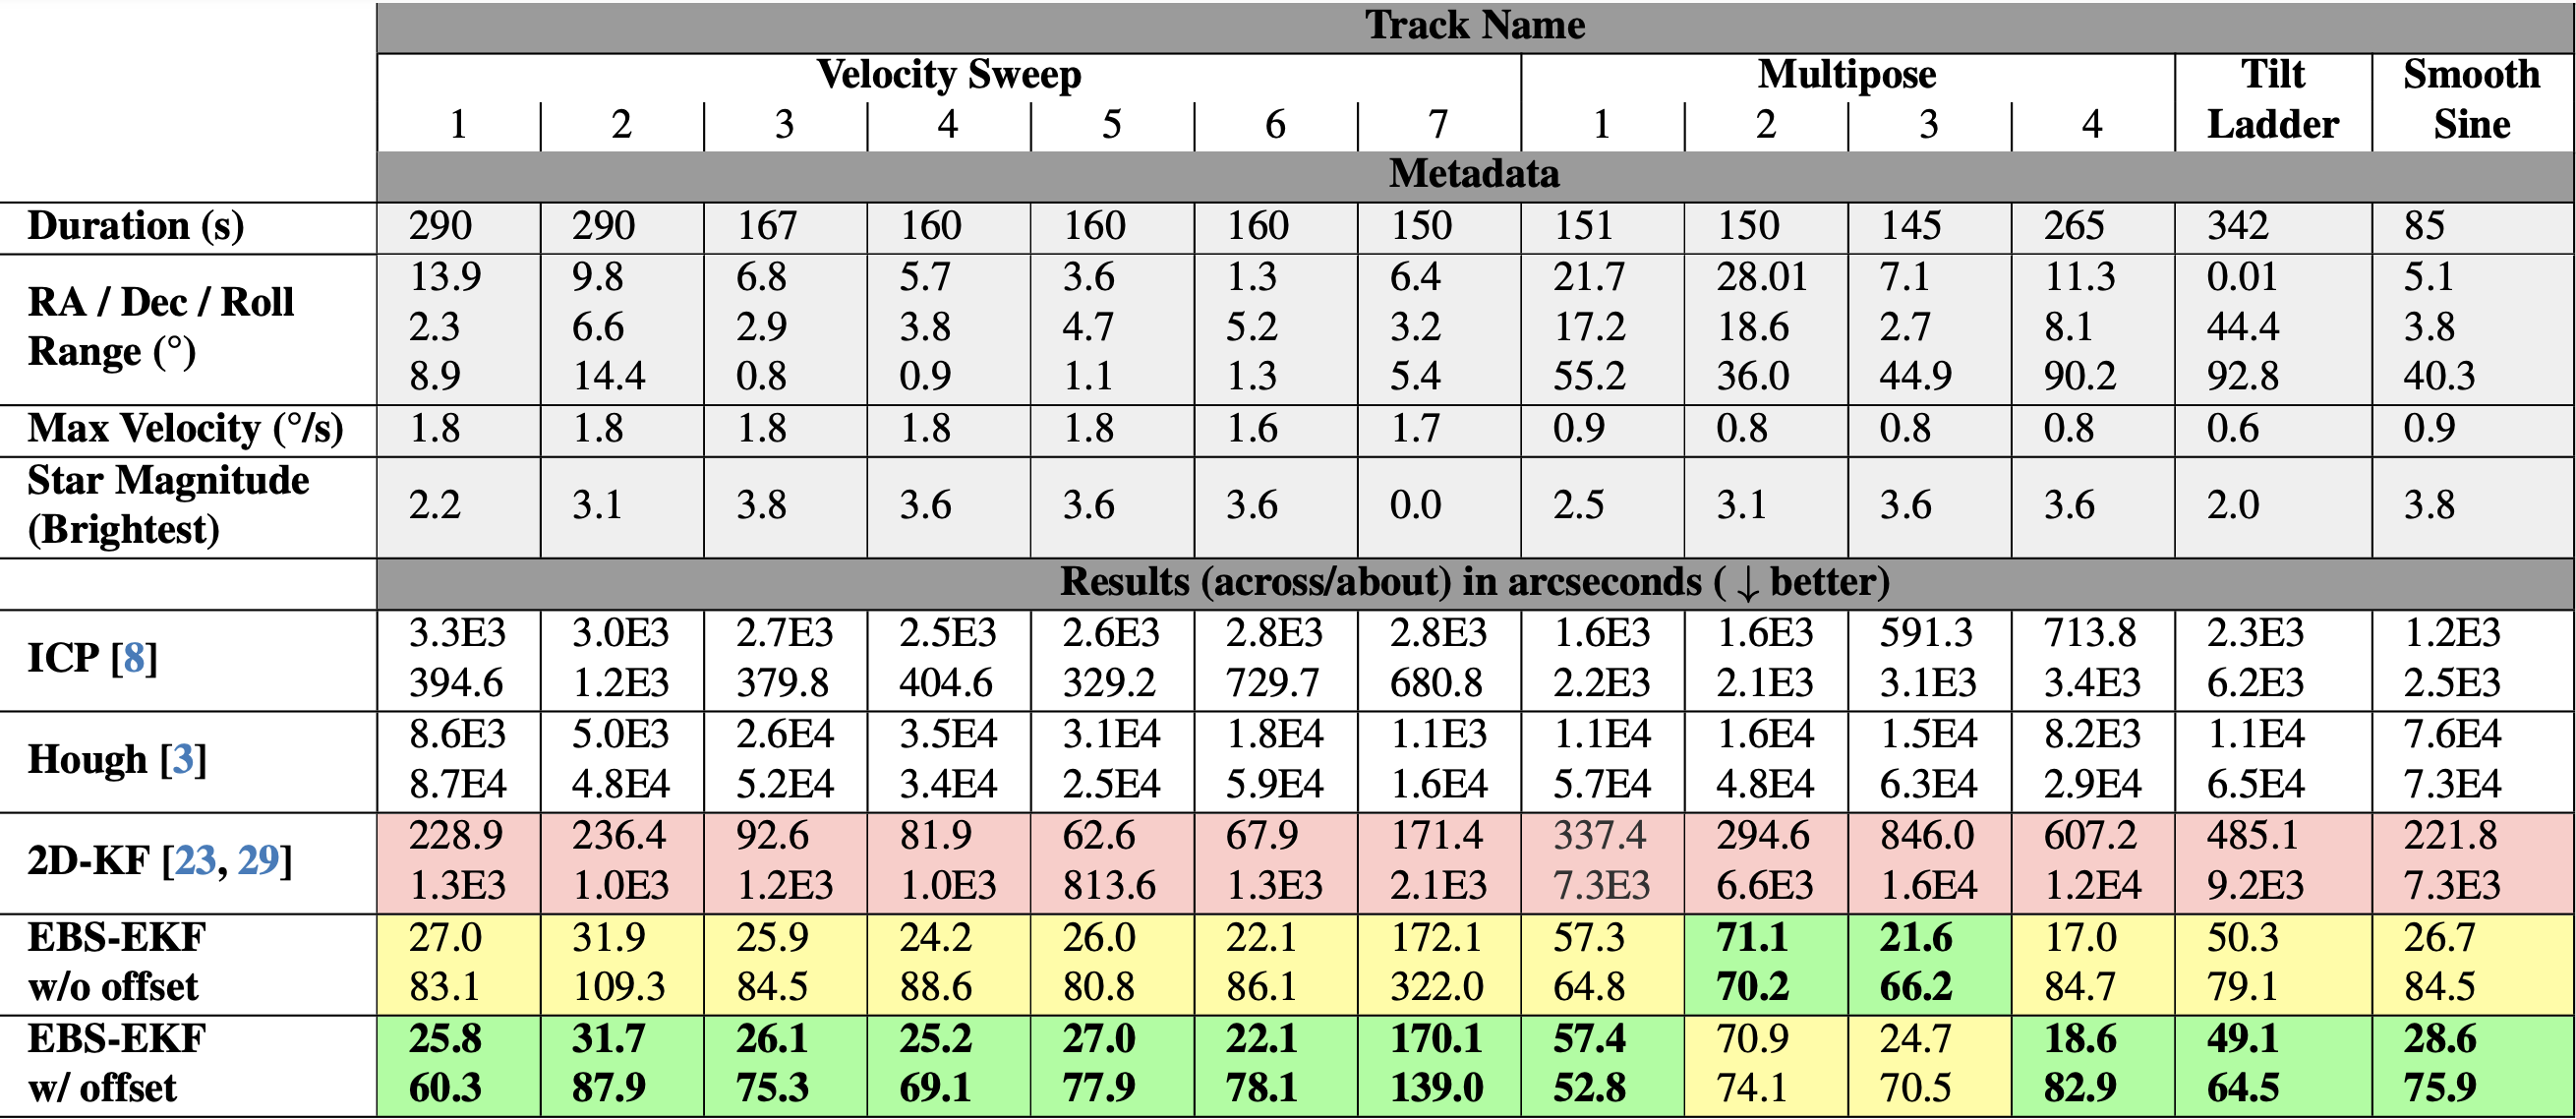 Track Name
Velocity Sweep Multipose Tilt Smooth
1 2 3 4 5 6 7 1 2 3 4 Ladder Sine
Metadata
Duration (s) 290 290 167 160 160 160 150 151 150 145 265 342 85
13.9 9.8 6.8 5.7 3.6 1.3 6.4 21.7 28.01 7.1 11.3 0.01 5.1
RA / Dec / Roll
2.3 6.6 2.9 3.8 4.7 5.2 3.2 17.2 18.6 2.7 8.1 44.4 3.8
Range (°)
8.9 14.4 0.8 0.9 1.1 1.3 5.4 55.2 36.0 44.9 90.2 92.8 40.3
Max Velocity (°/s) 1.8 1.8 1.8 1.8 1.8 1.6 1.7 0.9 0.8 0.8 0.8 0.6 0.9
Star Magnitude
2.2 3.1 3.8 3.6 3.6 3.6 0.0 2.5 3.1 3.6 3.6 2.0 3.8
(Brightest)
Results (across/about) in arcseconds ( ↓ better)
3.3E3 3.0E3 2.7E3 2.5E3 2.6E3 2.8E3 2.8E3 1.6E3 1.6E3 591.3 713.8 2.3E3 1.2E3
ICP [8]
394.6 1.2E3 379.8 404.6 329.2 729.7 680.8 2.2E3 2.1E3 3.1E3 3.4E3 6.2E3 2.5E3
8.6E3 5.0E3 2.6E4 3.5E4 3.1E4 1.8E4 1.1E3 1.1E4 1.6E4 1.5E4 8.2E3 1.1E4 7.6E4
Hough [3]
8.7E4 4.8E4 5.2E4 3.4E4 2.5E4 5.9E4 1.6E4 5.7E4 4.8E4 6.3E4 2.9E4 6.5E4 7.3E4
228.9 236.4 92.6 81.9 62.6 67.9 171.4 337.4 294.6 846.0 607.2 485.1 221.8
2D-KF [23, 29]
1.3E3 1.0E3 1.2E3 1.0E3 813.6 1.3E3 2.1E3 7.3E3 6.6E3 1.6E4 1.2E4 9.2E3 7.3E3
EBS-EKF 27.0 31.9 25.9 24.2 26.0 22.1 172.1 57.3 71.1 21.6 17.0 50.3 26.7
w/o offset 83.1 109.3 84.5 88.6 80.8 86.1 322.0 64.8 70.2 66.2 84.7 79.1 84.5
EBS-EKF 25.8 31.7 26.1 25.2 27.0 22.1 170.1 57.4 70.9 24.7 18.6 49.1 28.6
w/ offset 60.3 87.9 75.3 69.1 77.9 78.1 139.0 52.8 74.1 70.5 82.9 64.5 75.9